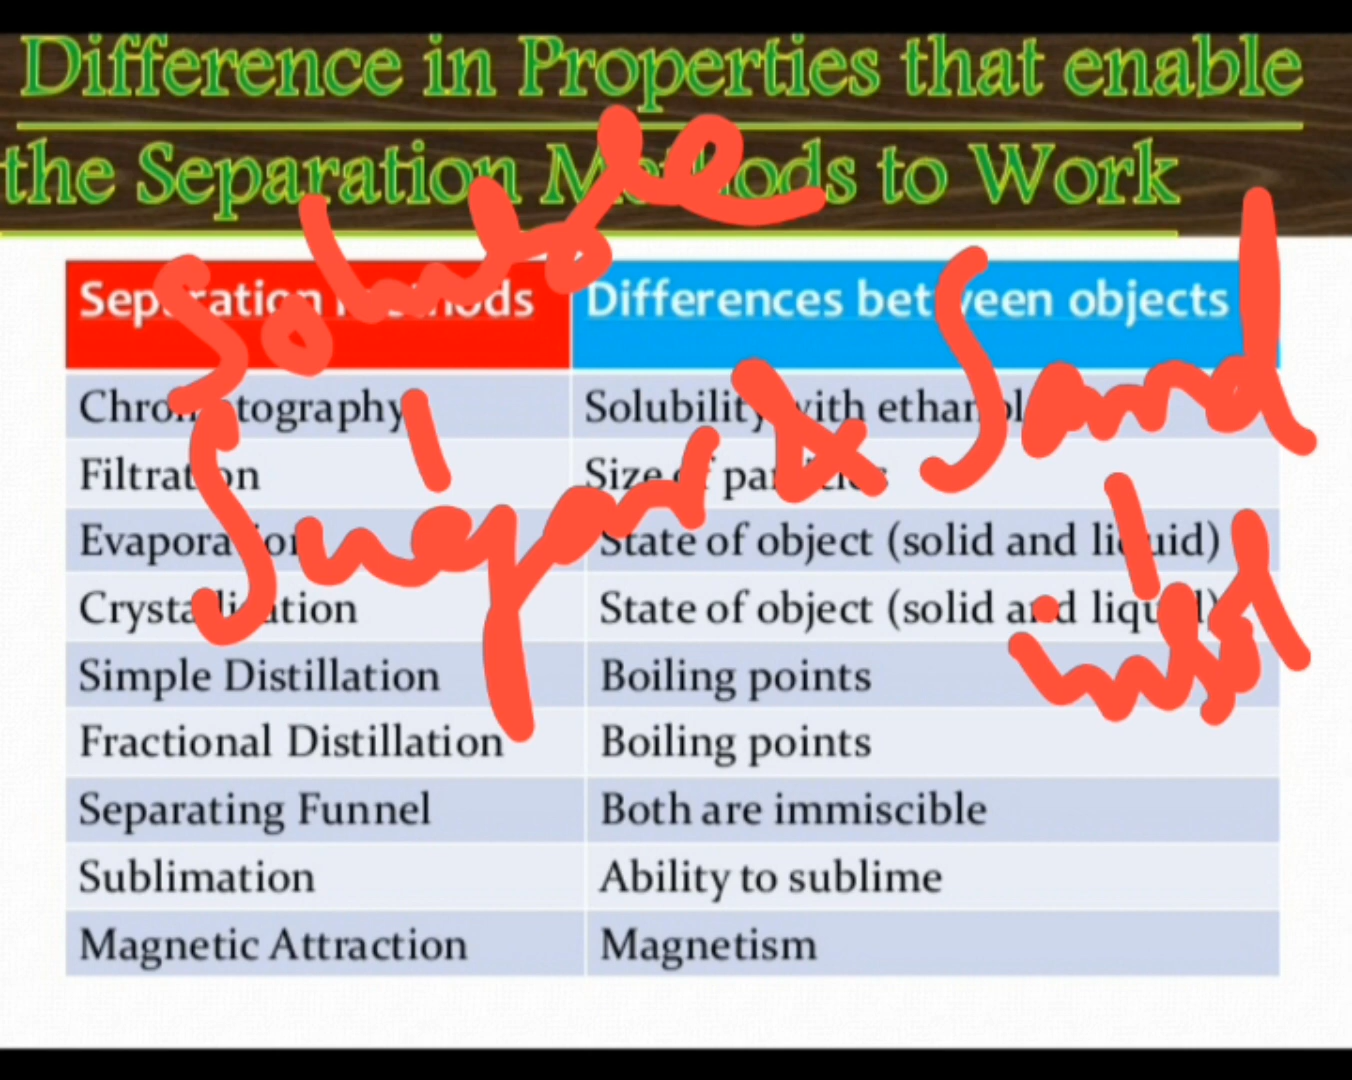 Difference in Properties that enable
the Separation Methods to Work
Soluble
Separation Methods Differences between objects
Chromatography Solubility with ethanol
Sugar & Sand
Filtration Size of particles
Evaporation State of object (solid and liquid)
Crystallization State of object (solid and liquid)
Simple Distillation Boiling points
Fractional Distillation Boiling points
Separating Funnel Both are immiscible
Sublimation Ability to sublime
Magnetic Attraction Magnetism